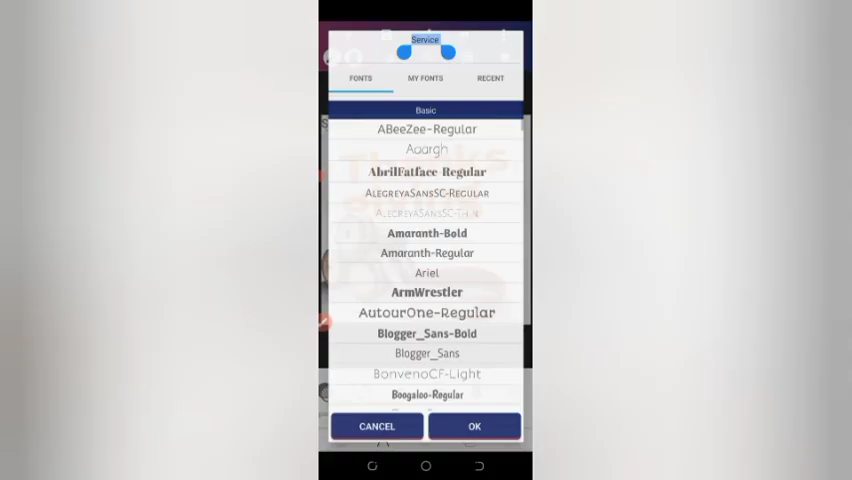 Service
FONTS
MY FONTS
RECENT
Basic
ABeeZee-Regular
Aaargh
AbrilFatface-Regular
AlegreyaSansSC-Regular
AlegreyaSansSC-Thin
Amaranth-Bold
Amaranth-Regular
Ariel
ArmWrestler
AutourOne-Regular
Blogger_Sans-Bold
Blogger_Sans
BonvenoCF-Light
Boogaloo-Regular
CANCEL
OK